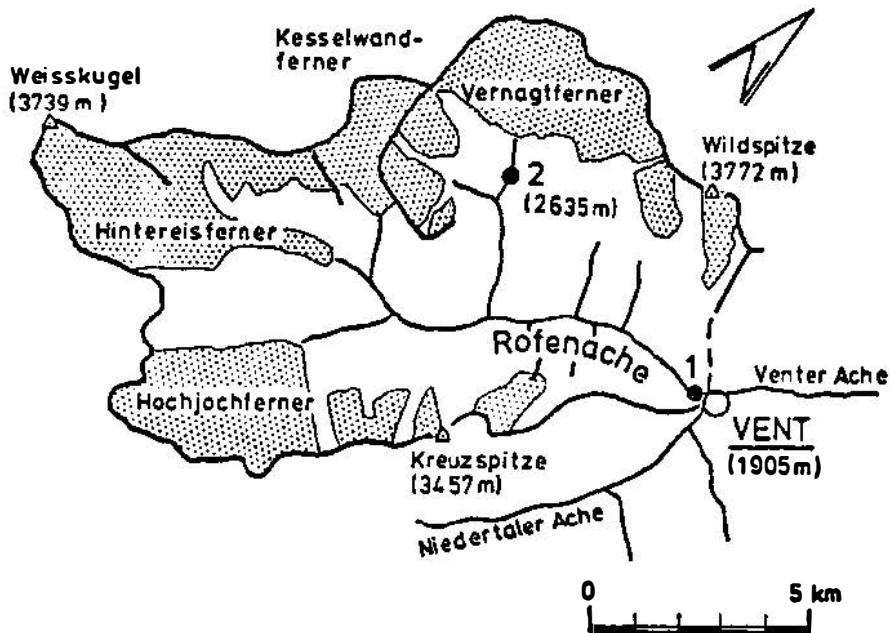 Kesselwand-
ferner
Weisskugel
(3739 m)
Vernagtferner
Wildspitze
(3772 m)
2
(2635 m)
Hintereisferner
Rofenache
1
Venter Ache
Hochjochferner
VENT
(1905 m)
Kreuzspitze
(3457 m)
Niedertaler Ache
0
5 km